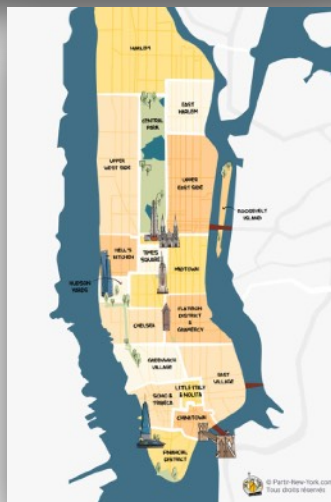 HARLEM
EAST
HARLEM
CENTRAL
PARK
UPPER
WEST SIDE
UPPER
EAST SIDE
ROOSEVELT
ISLAND
HELL'S
KITCHEN
TIMES
SQUARE
MIDTOWN
HUDSON
YARDS
CHELSEA
FLATIRON
DISTRICT
& GRAMERCY
GREENWICH
VILLAGE
EAST
VILLAGE
LITTLE ITALY
& NOLITA
SOHO &
TRIBECA
CHINATOWN
FINANCIAL
DISTRICT
© Partir-New-York.com
Tous droits réservés